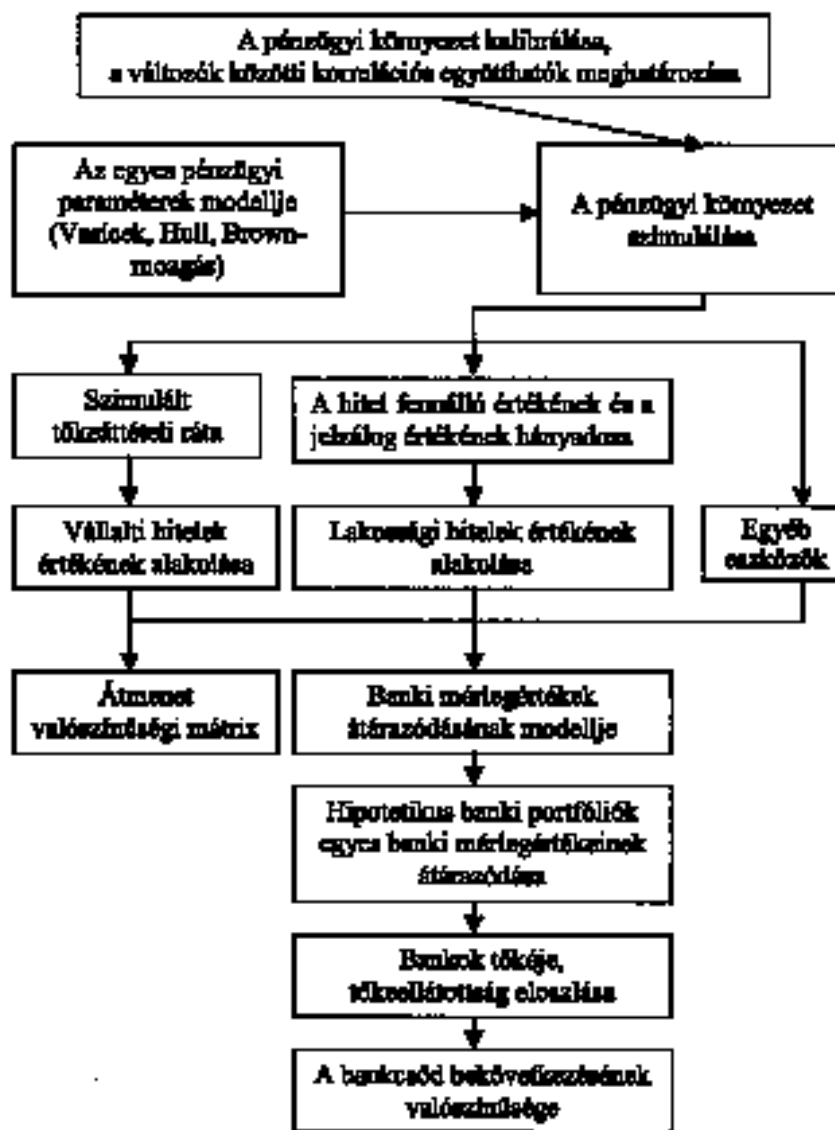 A pénzügyi környezet kalibrálása,
a változók közötti korrelációs együtthatók meghatározása
Az egyes pénzügyi
paraméterek modellje
(Vasicek, Hull, Brown-
mozgás)
A pénzügyi környezet
szimulálása
Szimulált
tőkeáttételi ráta
A hitel fennálló értékének és a
jelzálog értékének hányadosa
Vállalti hitelek
értékének alakulása
Lakossági hitelek értékének
alakulása
Egyéb
eszközök
Átmenet
valószínűségi mátrix
Banki mérlegértékek
átárazódásának modellje
Hipotetikus banki portfóliók
egyes banki mérlegértékeinek
átárazódása
Bankok tőkéje,
tőkeellátottság eloszlása
A bankcsőd bekövetkezésének
valószínűsége